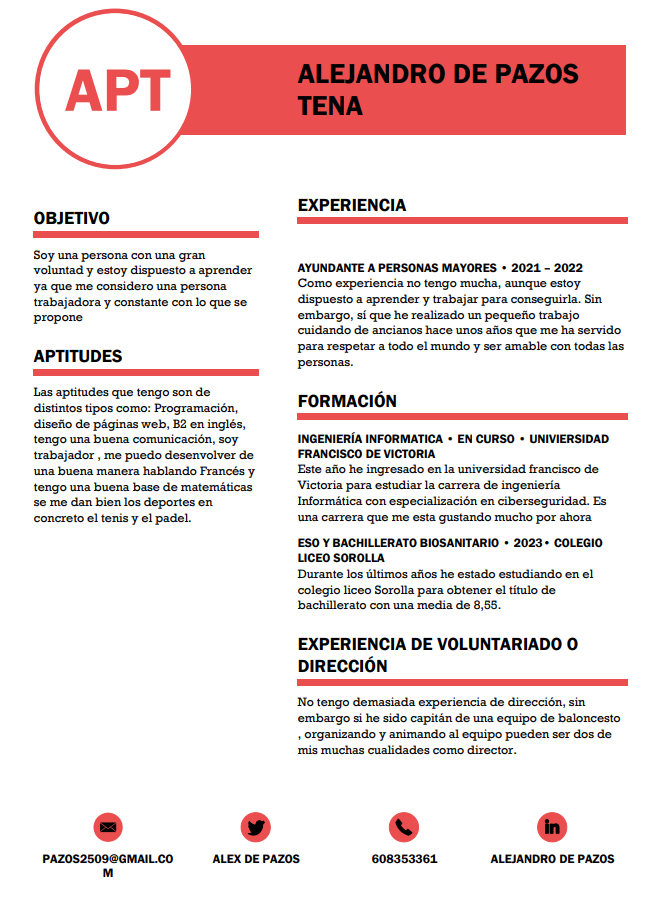 APT
ALEJANDRO DE PAZOS
TENA
OBJETIVO
Soy una persona con una gran
voluntad y estoy dispuesto a aprender
ya que me considero una persona
trabajadora y constante con lo que se
propone
APTITUDES
Las aptitudes que tengo son de
distintos tipos como: Programación,
diseño de páginas web, B2 en inglés,
tengo una buena comunicación, soy
trabajador , me puedo desenvolver de
una buena manera hablando Francés y
tengo una buena base de matemáticas
se me dan bien los deportes en
concreto el tenis y el padel.
EXPERIENCIA
AYUNDANTE A PERSONAS MAYORES • 2021 – 2022
Como experiencia no tengo mucha, aunque estoy
dispuesto a aprender y trabajar para conseguirla. Sin
embargo, sí que he realizado un pequeño trabajo
cuidando de ancianos hace unos años que me ha servido
para respetar a todo el mundo y ser amable con todas las
personas.
FORMACIÓN
INGENIERÍA INFORMATICA • EN CURSO • UNIVIERSIDAD
FRANCISCO DE VICTORIA
Este año he ingresado en la universidad francisco de
Victoria para estudiar la carrera de ingeniería
Informática con especialización en ciberseguridad. Es
una carrera que me esta gustando mucho por ahora
ESO Y BACHILLERATO BIOSANITARIO • 2023• COLEGIO
LICEO SOROLLA
Durante los últimos años he estado estudiando en el
colegio liceo Sorolla para obtener el título de
bachillerato con una media de 8,55.
EXPERIENCIA DE VOLUNTARIADO O
DIRECCIÓN
No tengo demasiada experiencia de dirección, sin
embargo si he sido capitán de una equipo de baloncesto
, organizando y animando al equipo pueden ser dos de
mis muchas cualidades como director.
PAZOS2509@GMAIL.CO
M
ALEX DE PAZOS
608353361
in
ALEJANDRO DE PAZOS